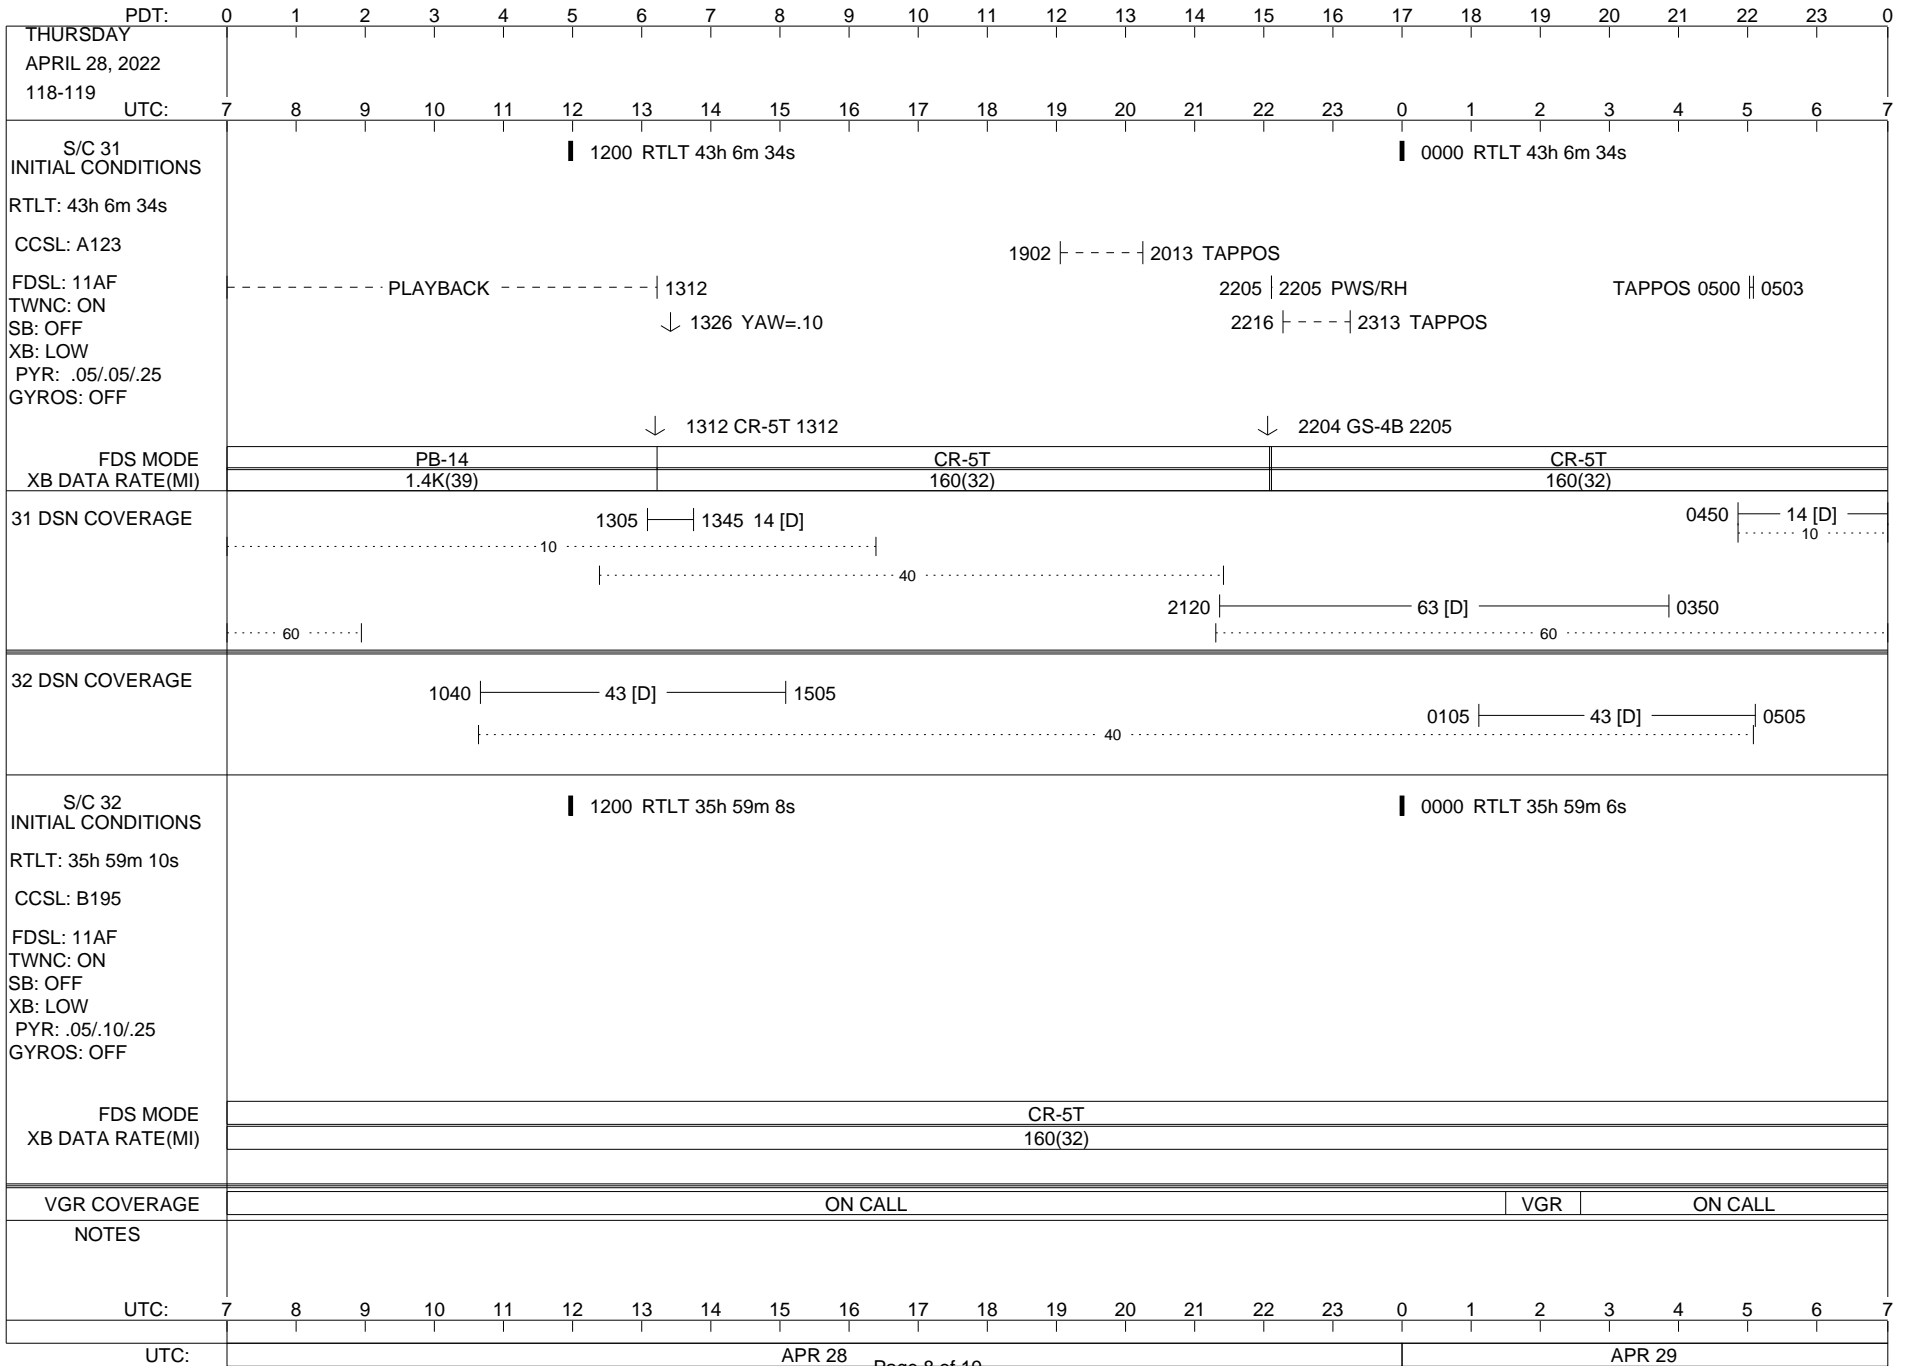 PDT: 0 1 2 3 4 5 6 7 8 9 10 11 12 13 14 15 16 17 18 19 20 21 22 23 0
THURSDAY
APRIL 28, 2022
118-119
UTC: 7 8 9 10 11 12 13 14 15 16 17 18 19 20 21 22 23 0 1 2 3 4 5 6 7
S/C 31
INITIAL CONDITIONS
1200 RTLT 43h 6m 34s 0000 RTLT 43h 6m 34s
RTLT: 43h 6m 34s
CCSL: A123
1902 2013 TAPPOS
FDSL: 11AF
PLAYBACK 1312 2205 2205 PWS/RH TAPPOS 0500 0503
TWNC: ON
SB: OFF
1326 YAW=.10 2216 2313 TAPPOS
XB: LOW
PYR: .05/.05/.25
GYROS: OFF
1312 CR-5T 1312 2204 GS-4B 2205
FDS MODE PB-14 CR-5T CR-5T
XB DATA RATE(MI) 1.4K(39) 160(32) 160(32)
31 DSN COVERAGE 1305 1345 14 [D] 0450 14 [D]
10 10
40
2120 63 [D] 0350
60 60
32 DSN COVERAGE 1040 43 [D] 1505
0105 43 [D] 0505
40
S/C 32
INITIAL CONDITIONS
1200 RTLT 35h 59m 8s 0000 RTLT 35h 59m 6s
RTLT: 35h 59m 10s
CCSL: B195
FDSL: 11AF
TWNC: ON
SB: OFF
XB: LOW
PYR: .05/.10/.25
GYROS: OFF
FDS MODE CR-5T
XB DATA RATE(MI) 160(32)
VGR COVERAGE ON CALL VGR ON CALL
NOTES
UTC: 7 8 9 10 11 12 13 14 15 16 17 18 19 20 21 22 23 0 1 2 3 4 5 6 7
UTC: APR 28 APR 29
Page 8 of 19